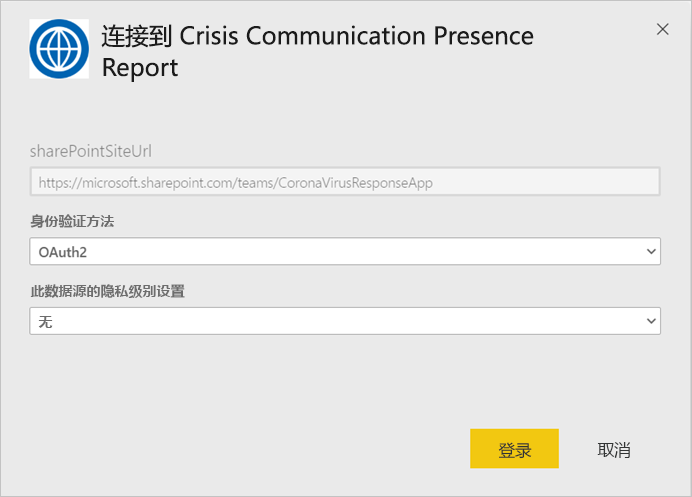 连接到 Crisis Communication Presence
Report
sharePointSiteUrl
https://microsoft.sharepoint.com/teams/CoronaVirusResponseApp
身份验证方法
OAuth2
此数据源的隐私级别设置
无
登录
取消